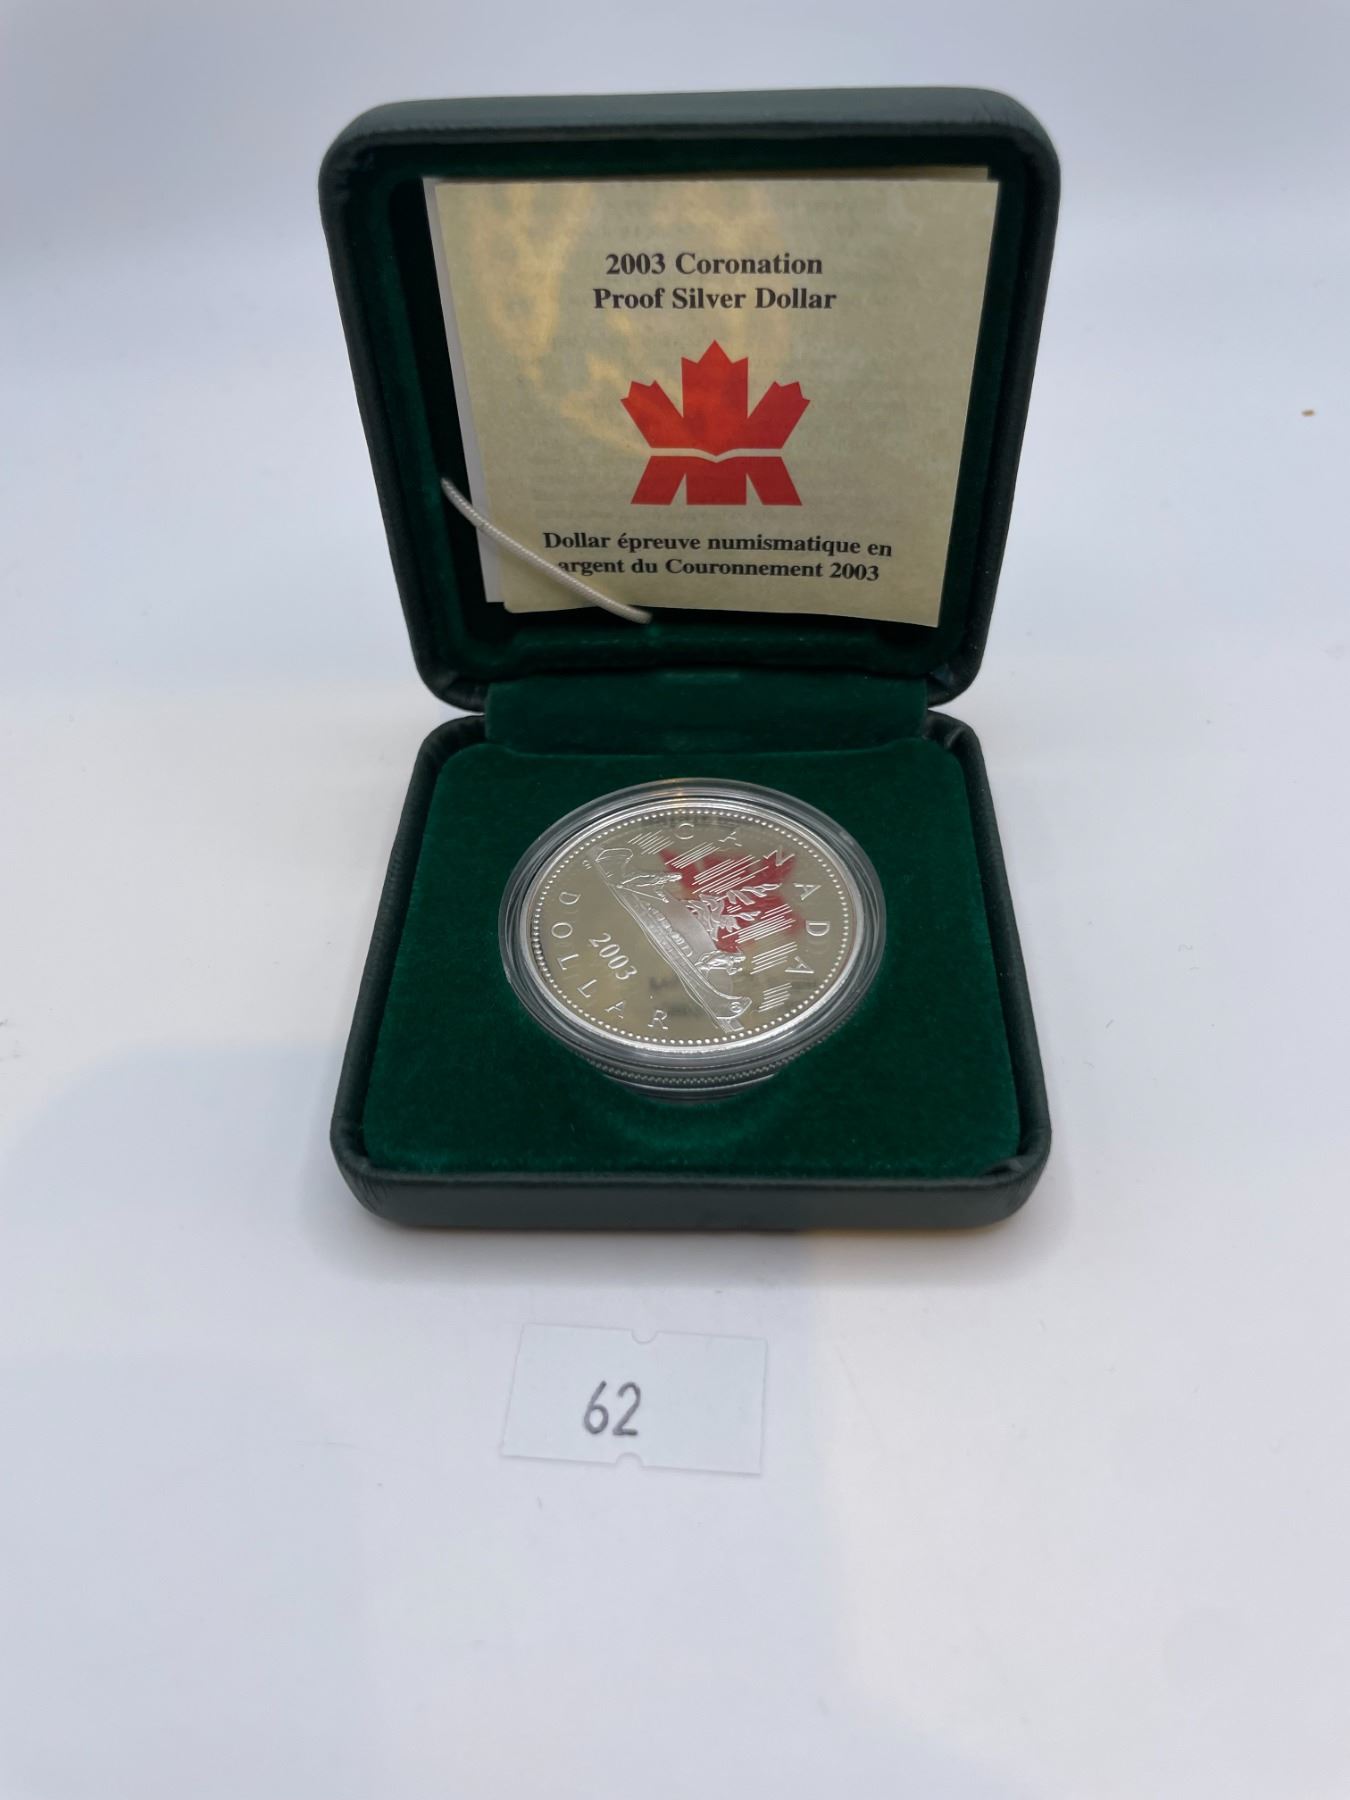 2003 Coronation
Proof Silver Dollar
Dollar épreuve numismatique en
argent du Couronnement 2003
CANADA
2003
DOLLAR
62